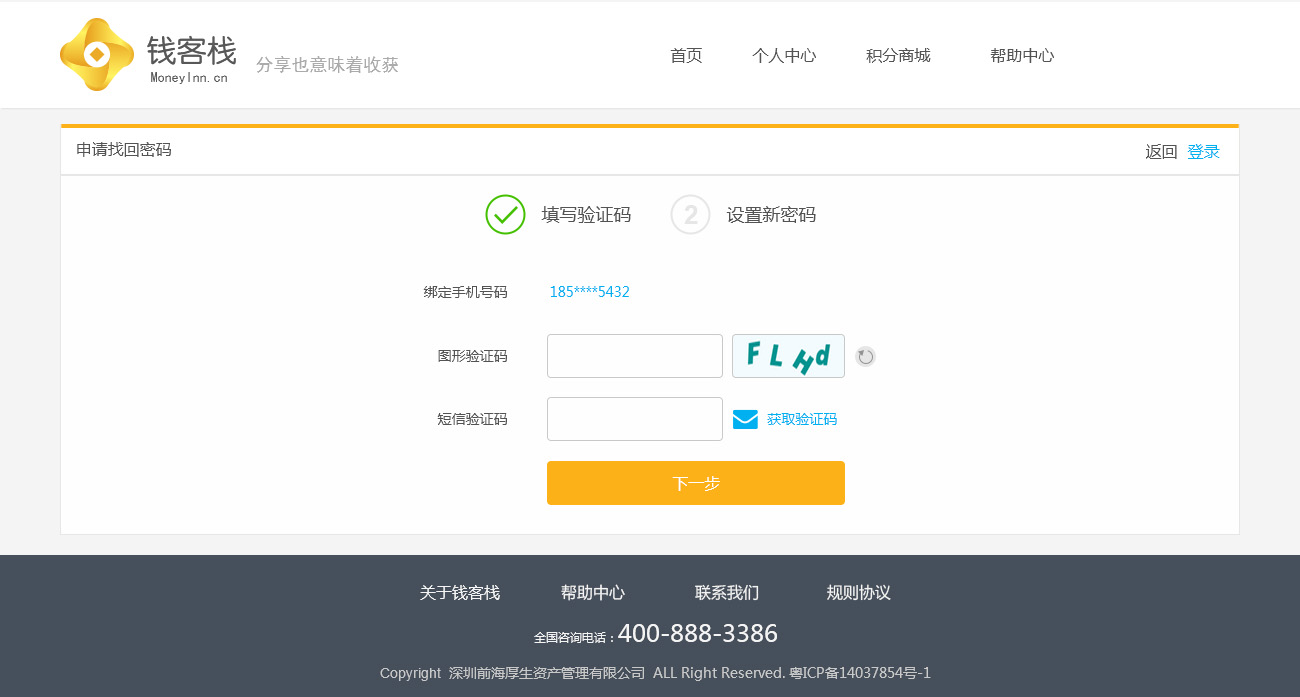 钱客栈
MoneyInn.cn
分享也意味着收获
首页 个人中心 积分商城 帮助中心
申请找回密码
返回 登录
填写验证码 2 设置新密码
绑定手机号码 185****5432
图形验证码 FLHd
短信验证码 获取验证码
下一步
关于钱客栈 帮助中心 联系我们 规则协议
全国咨询电话：400-888-3386
Copyright 深圳前海厚生资产管理有限公司 ALL Right Reserved. 粤ICP备14037854号-1